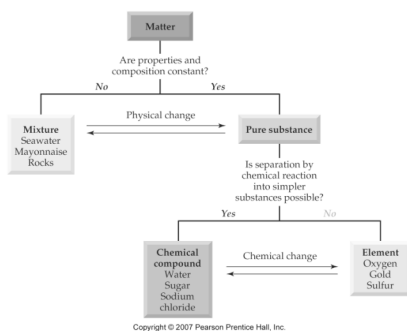 Matter
Are properties and
composition constant?
No
Yes
Mixture
Seawater
Mayonnaise
Rocks
Physical change
Pure substance
Is separation by
chemical reaction
into simpler
substances possible?
Yes
No
Chemical
compound
Water
Sugar
Sodium
chloride
Chemical change
Element
Oxygen
Gold
Sulfur
Copyright © 2007 Pearson Prentice Hall, Inc.